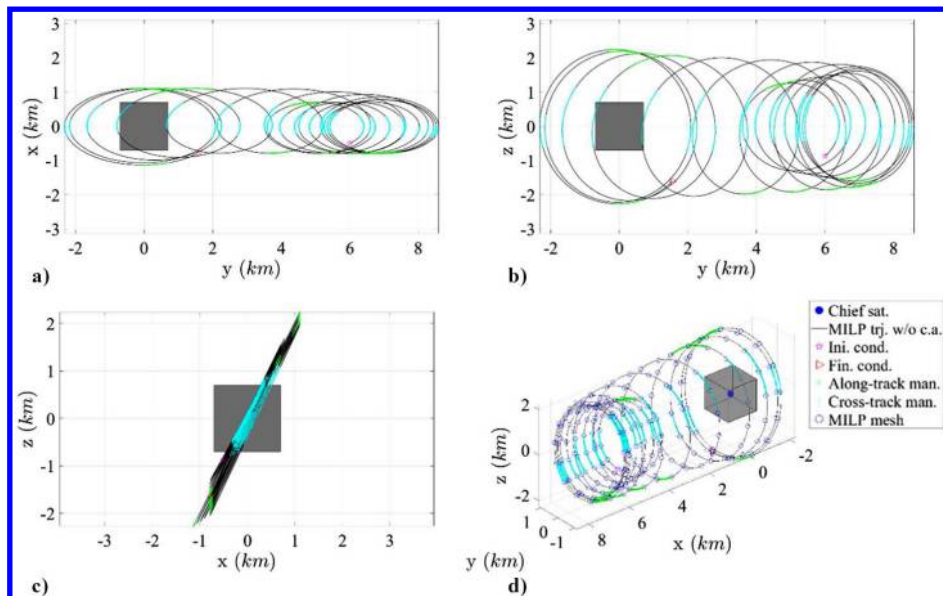 3
2
1
0
-1
-2
-3
x (km)
-2 0 2 4 6 8
y (km)
a)
3
2
1
0
-1
-2
-3
z (km)
-2 0 2 4 6 8
y (km)
b)
2
1
0
-1
-2
z (km)
-3 -2 -1 0 1 2 3
x (km)
c)
2
0
-2
z (km)
1
0
-1
y (km)
8 6 4 2 0 -2
x (km)
d)
Chief sat.
MILP trj. w/o c.a.
Ini. cond.
Fin. cond.
Along-track man.
Cross-track man.
MILP mesh